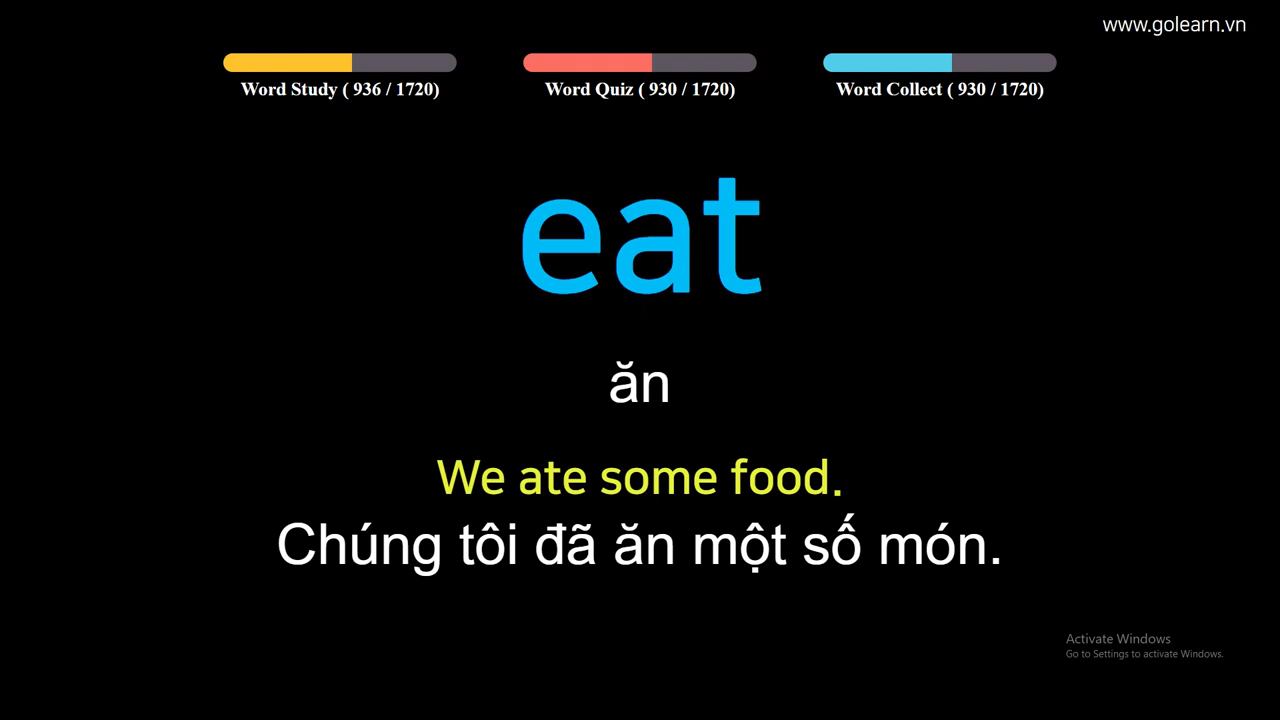 www.golearn.vn
Word Study ( 936 / 1720)
Word Quiz ( 930 / 1720)
Word Collect ( 930 / 1720)
eat
ăn
We ate some food.
Chúng tôi đã ăn một số món.
Activate Windows
Go to Settings to activate Windows.